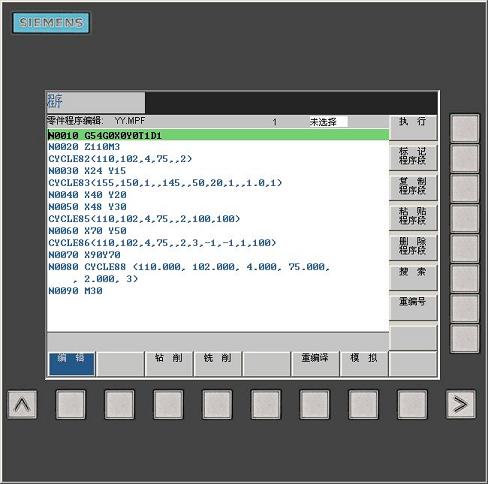 SIEMENS
程序
零件程序编辑: YY.MPF 1 未选择
N0010 G54G0X0Y0T1D1
N0020 Z110M3
CYCLE82(110,102,4,75,,2)
N0030 X24 Y15
CYCLE83(155,150,1,,145,,50,20,1,,1.0,1)
N0040 X40 Y20
N0050 X48 Y30
CYCLE85(110,102,4,75,,2,100,100)
N0060 X70 Y50
CYCLE86(110,102,4,75,,2,3,-1,-1,1,100)
N0070 X90Y70
N0080 CYCLE88 (110.000, 102.000, 4.000, 75.000,
, 2.000, 3)
N0090 M30
执 行
标 记
程序段
复 制
程序段
粘 贴
程序段
删 除
程序段
搜 索
重编号
编 辑 钻 削 铣 削 重编译 模 拟